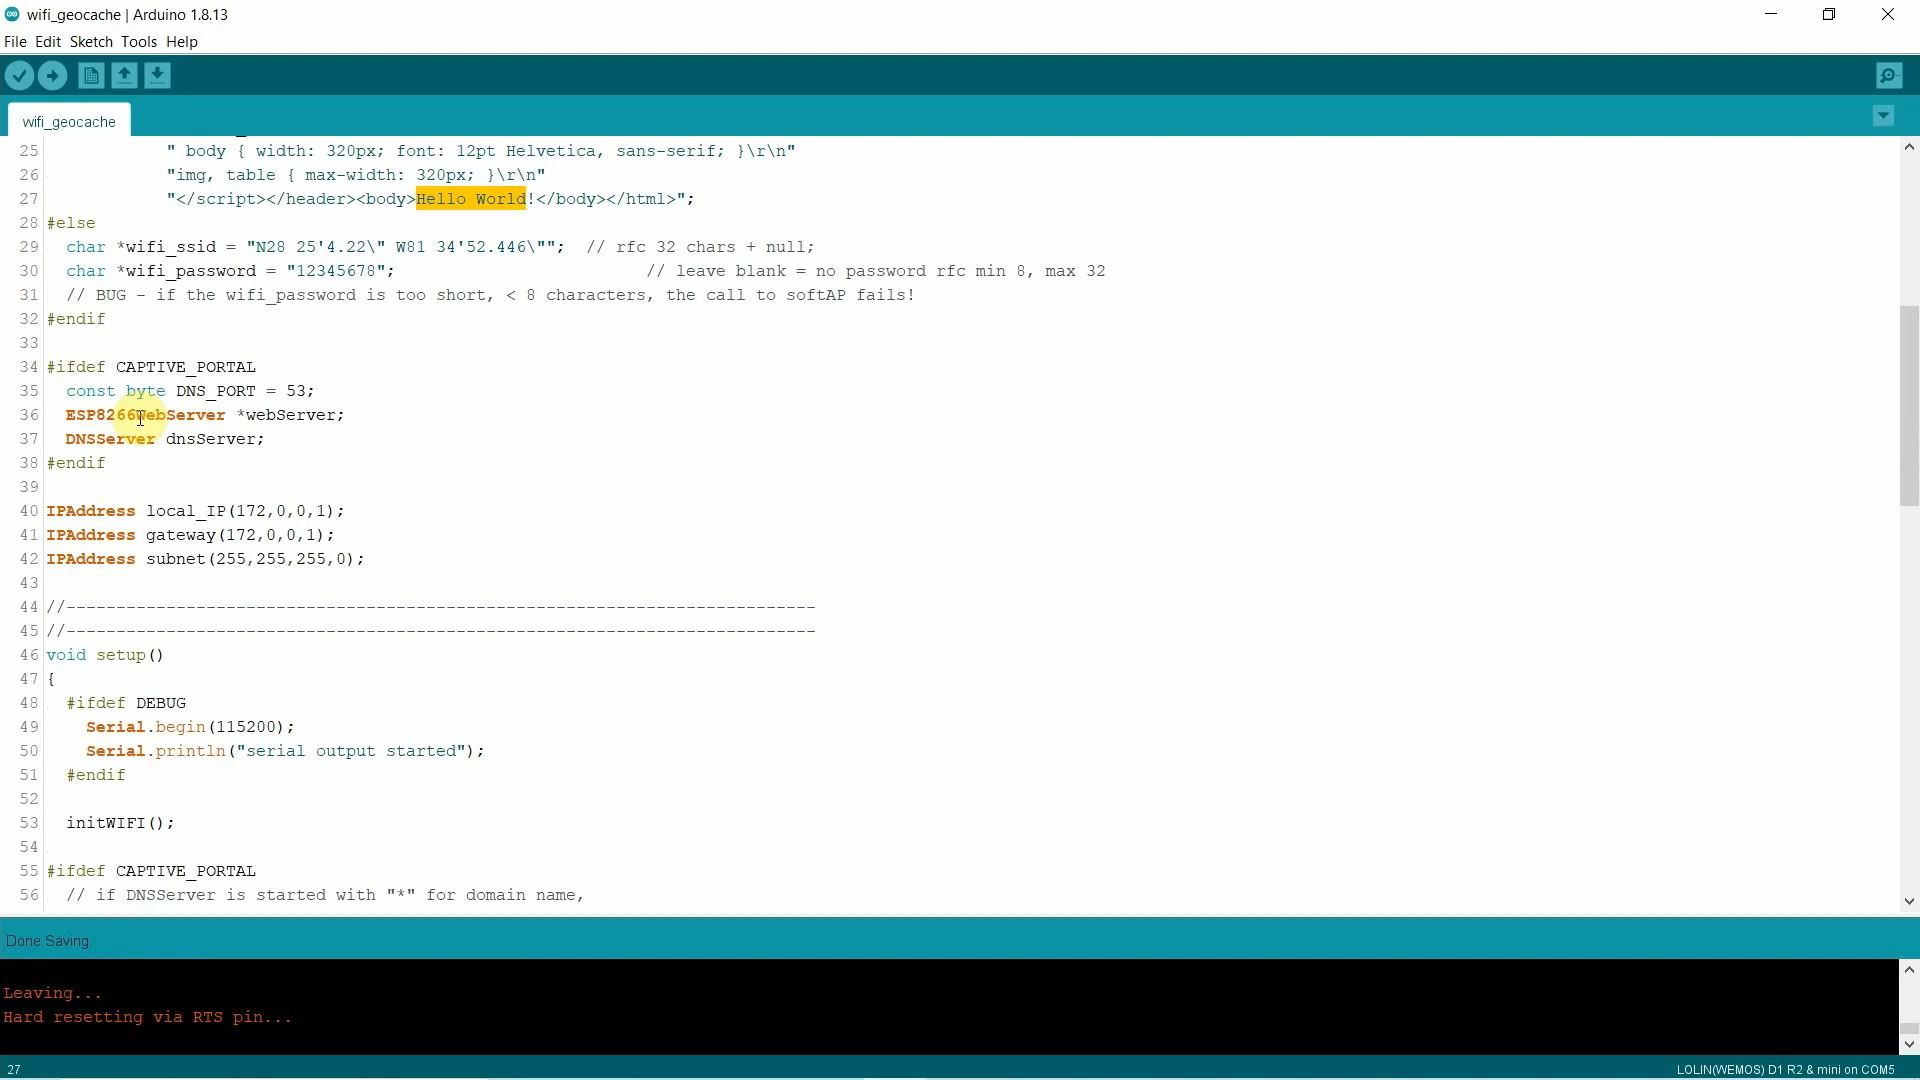 wifi_geocache | Arduino 1.8.13
File Edit Sketch Tools Help
wifi_geocache
25 " body { width: 320px; font: 12pt Helvetica, sans-serif; }\r\n"
26 "img, table { max-width: 320px; }\r\n"
27 "</script></header><body>Hello World!</body></html>";
28 #else
29 char *wifi_ssid = "N28 25'4.22\" W81 34'52.446\""; // rfc 32 chars + null;
30 char *wifi_password = "12345678"; // leave blank = no password rfc min 8, max 32
31 // BUG - if the wifi_password is too short, < 8 characters, the call to softAP fails!
32 #endif
33
34 #ifdef CAPTIVE_PORTAL
35 const byte DNS_PORT = 53;
36 ESP8266WebServer *webServer;
37 DNSServer dnsServer;
38 #endif
39
40 IPAddress local_IP(172,0,0,1);
41 IPAddress gateway(172,0,0,1);
42 IPAddress subnet(255,255,255,0);
43
44 //---------------------------------------------------------------------------
45 //---------------------------------------------------------------------------
46 void setup()
47 {
48 #ifdef DEBUG
49 Serial.begin(115200);
50 Serial.println("serial output started");
51 #endif
52
53 initWIFI();
54
55 #ifdef CAPTIVE_PORTAL
56 // if DNSServer is started with "*" for domain name,
Done Saving
Leaving...
Hard resetting via RTS pin...
27 LOLIN(WEMOS) D1 R2 & mini on COM5